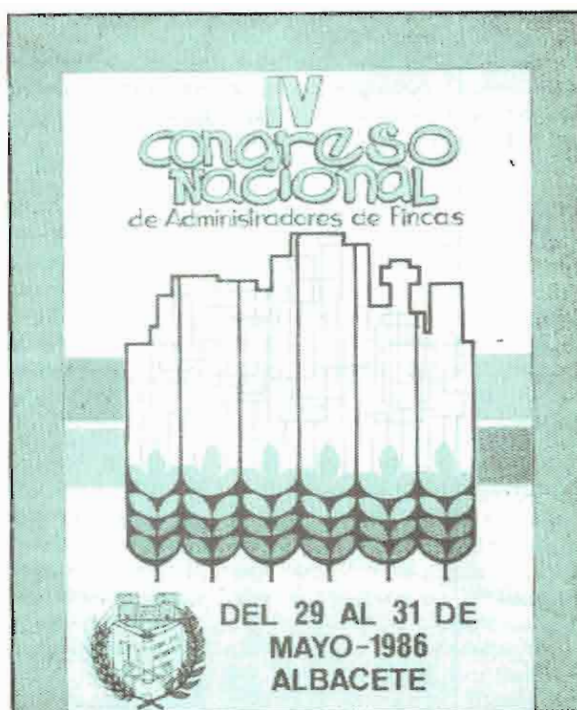 IV
congreso
Nacional
de Administradores de Fincas
DEL 29 AL 31 DE
MAYO-1986
ALBACETE